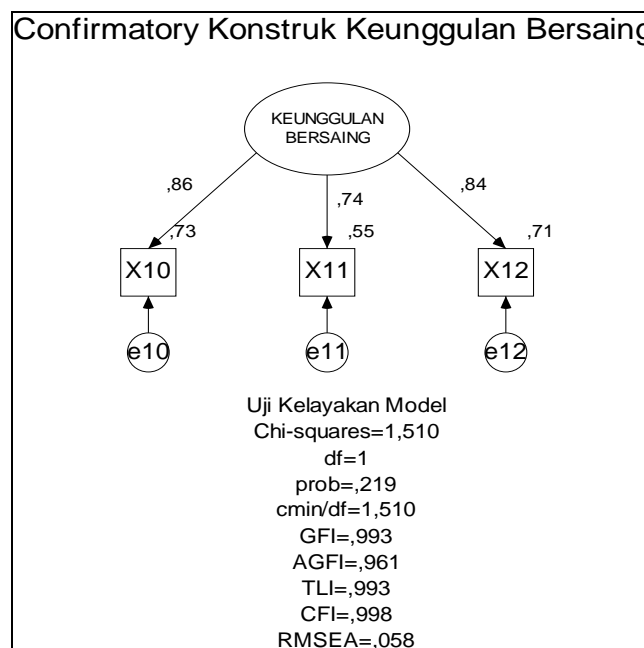 Confirmatory Konstruk Keunggulan Bersaing
KEUNGGULAN
BERSAING
,86
,74
,84
,73
,55
,71
X10
X11
X12
e10
e11
e12
Uji Kelayakan Model
Chi-squares=1,510
df=1
prob=,219
cmin/df=1,510
GFI=,993
AGFI=,961
TLI=,993
CFI=,998
RMSEA=,058